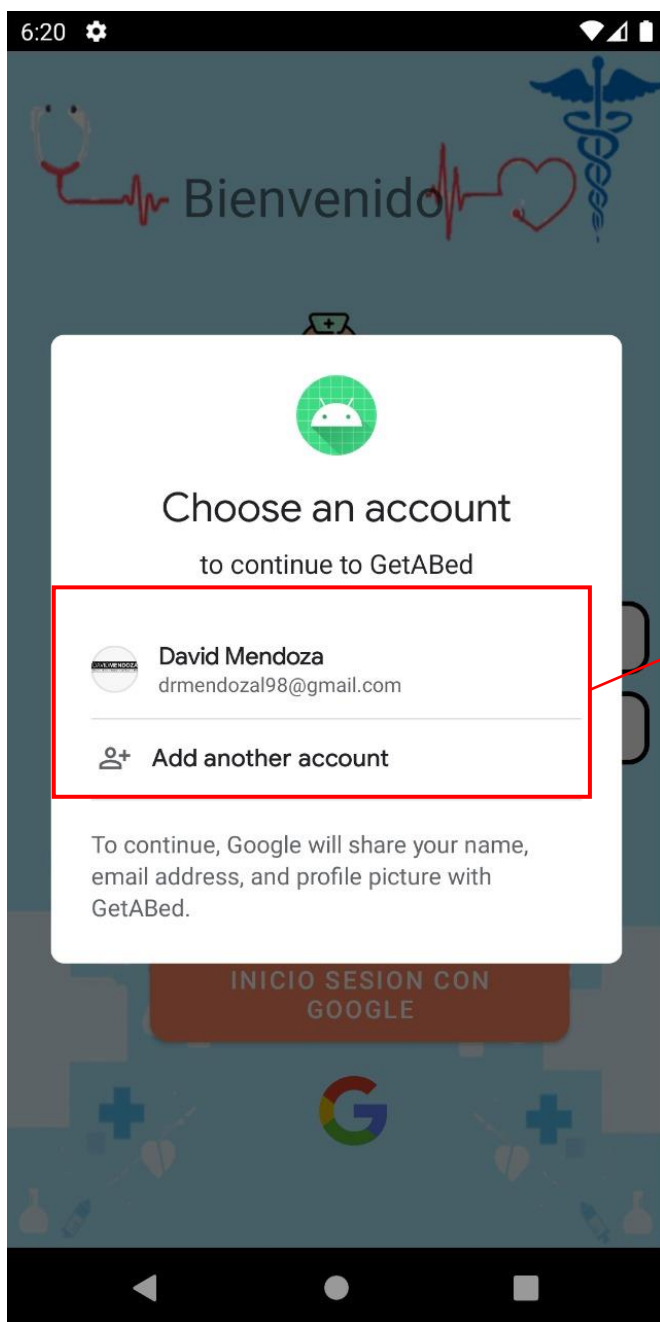 6:20
Bienvenido
Choose an account
to continue to GetABed
David Mendoza
drmendozal98@gmail.com
Add another account
To continue, Google will share your name,
email address, and profile picture with
GetABed.
INICIO SESION CON
GOOGLE